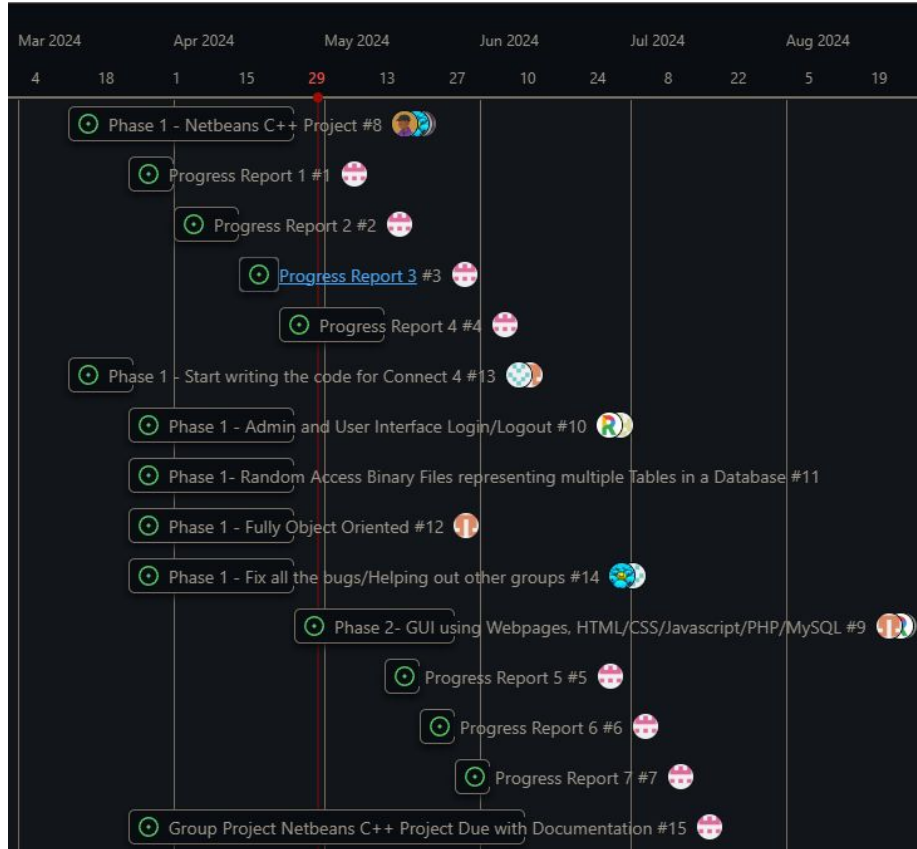 Mar 2024 Apr 2024 May 2024 Jun 2024 Jul 2024 Aug 2024
4 18 1 15 29 13 27 10 24 8 22 5 19
Phase 1 - Netbeans C++ Project #8
Progress Report 1 #1
Progress Report 2 #2
Progress Report 3 #3
Progress Report 4 #4
Phase 1 - Start writing the code for Connect 4 #13
Phase 1 - Admin and User Interface Login/Logout #10
Phase 1- Random Access Binary Files representing multiple Tables in a Database #11
Phase 1 - Fully Object Oriented #12
Phase 1 - Fix all the bugs/Helping out other groups #14
Phase 2- GUI using Webpages, HTML/CSS/Javascript/PHP/MySQL #9
Progress Report 5 #5
Progress Report 6 #6
Progress Report 7 #7
Group Project Netbeans C++ Project Due with Documentation #15